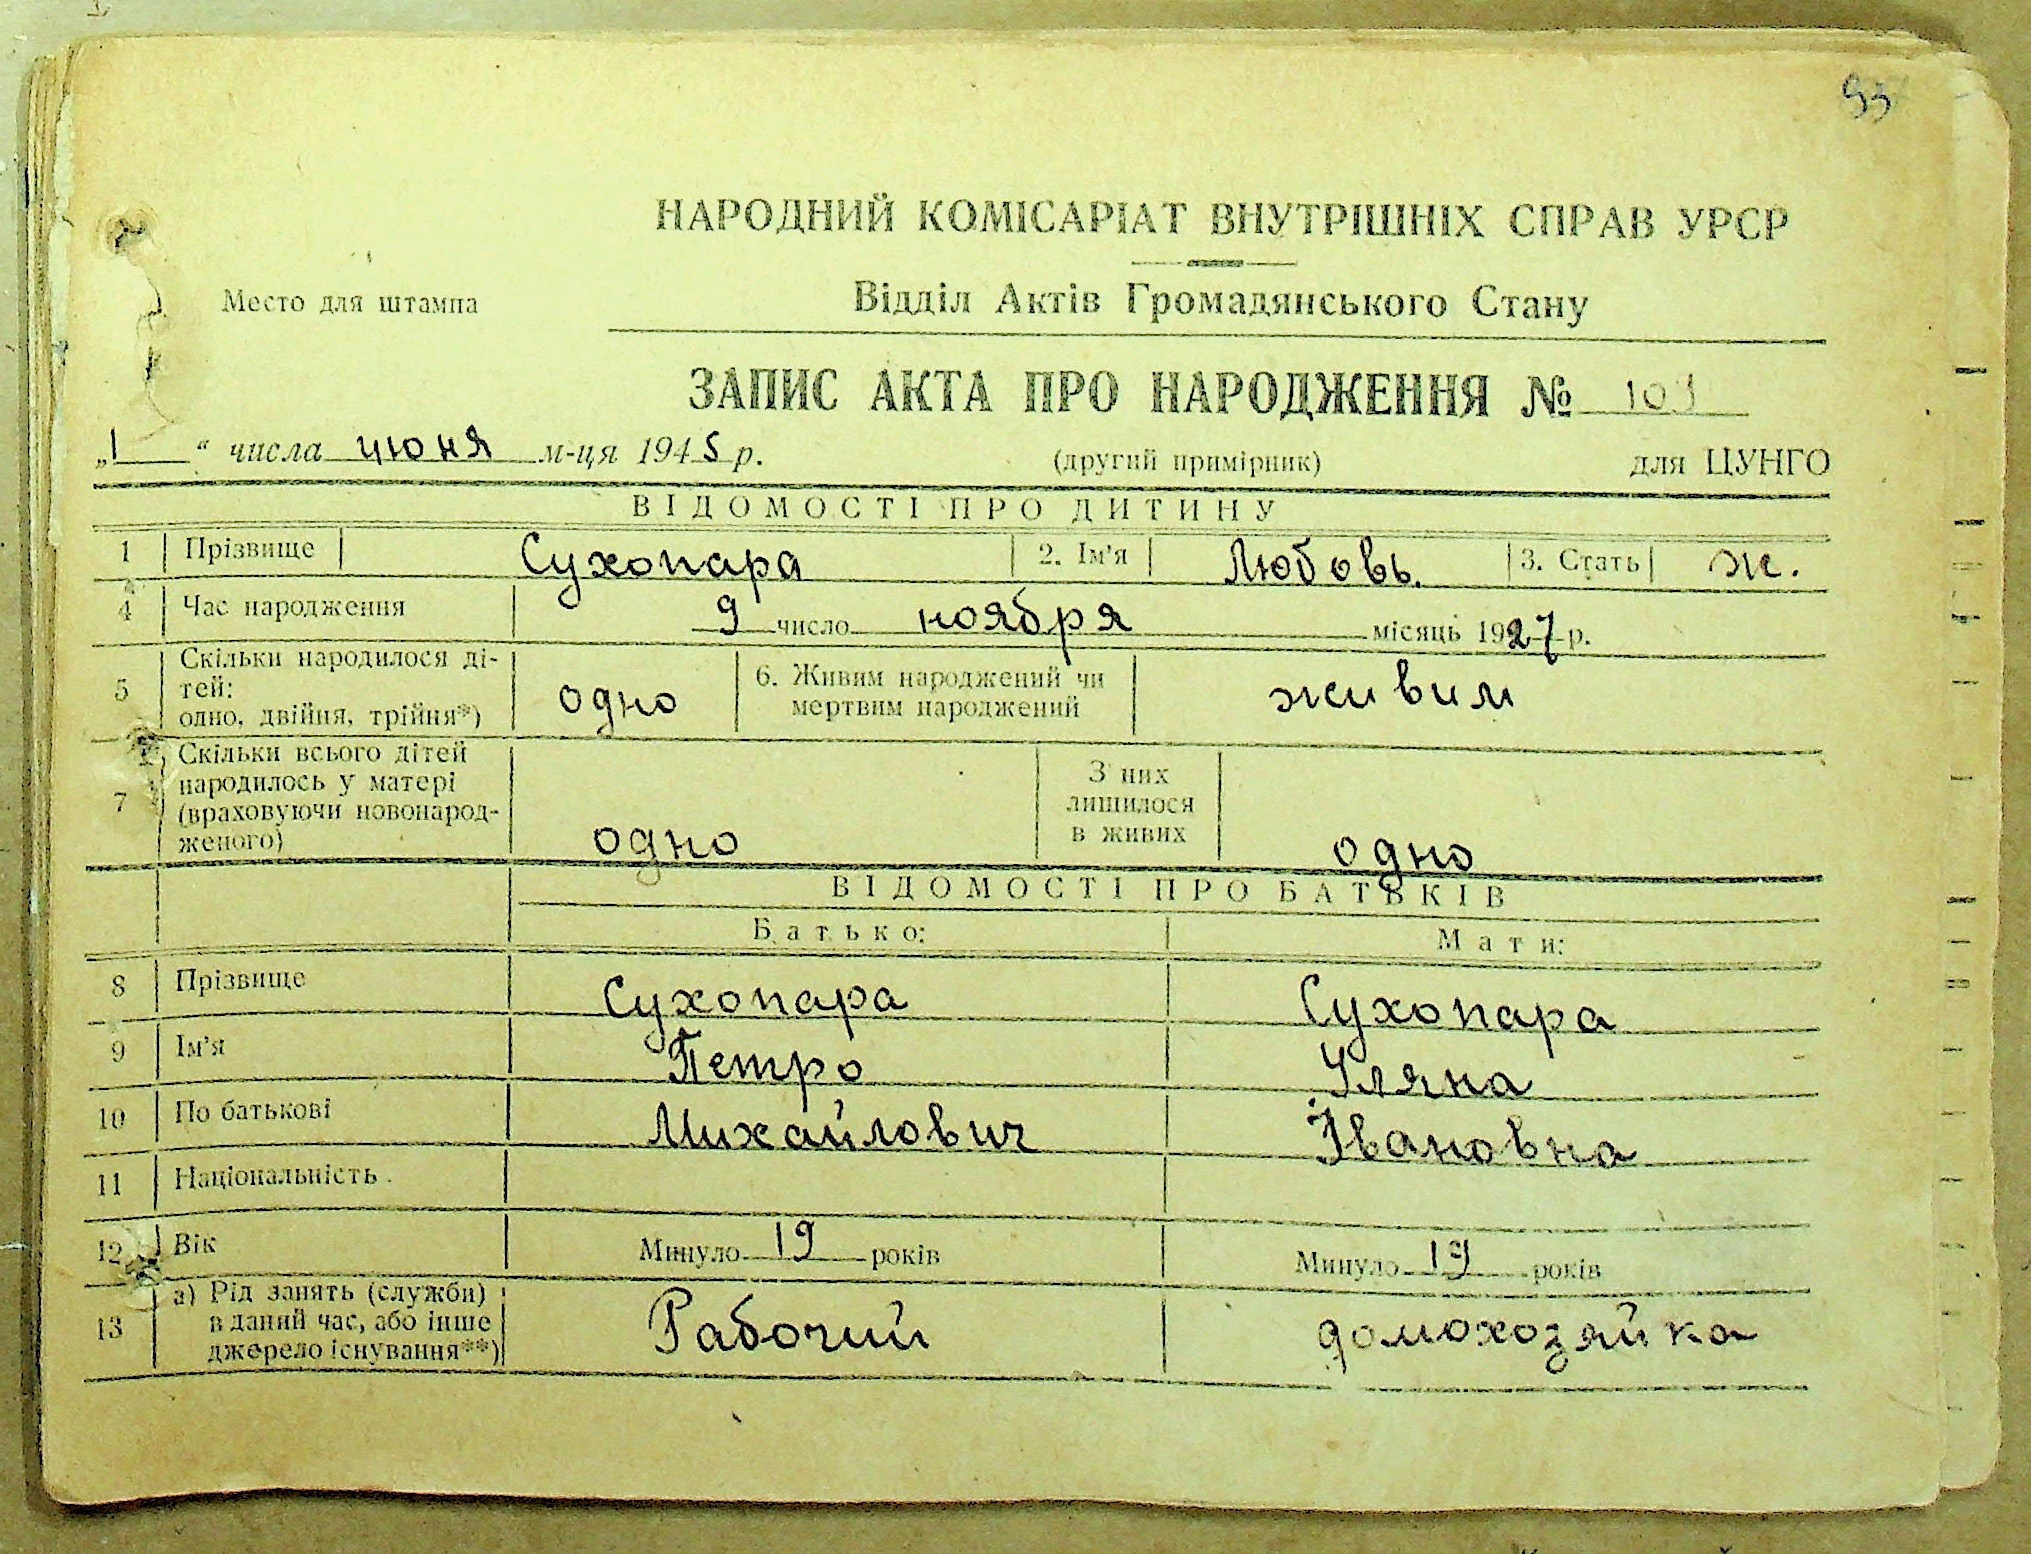 93
НАРОДНИЙ КОМІСАРІАТ ВНУТРІШНІХ СПРАВ УРСР
Место для штампа
Відділ Актів Громадянського Стану
ЗАПИС АКТА ПРО НАРОДЖЕННЯ № 103
„1“ числа июня м-ця 1945 р. (другий примірник) для ЦУНГО
ВІДОМОСТІ ПРО ДИТИНУ
1 Прізвище Сухопара 2. Ім'я Любовь. 3. Стать ж.
4 Час народження 9 число ноября місяць 1927 р.
5 Скільки народилося ді-
тей:
одно, двійня, трійня*) одно 6. Живим народжений чи
мертвим народжений живим
7 Скільки всього дітей
народилось у матері
(враховуючи новонарод-
женого) одно З них
лишилося
в живих одно
ВІДОМОСТІ ПРО БАТЬКІВ
Батько: Мати:
8 Прізвище Сухопара Сухопара
9 Ім'я Петро Уляна
10 По батькові Михайлович Івановна
11 Національність
12 Вік Минуло 19 років Минуло 19 років
13 а) Рід занять (служби)
в даний час, або інше
джерело існування**) Рабочий домохозяйка